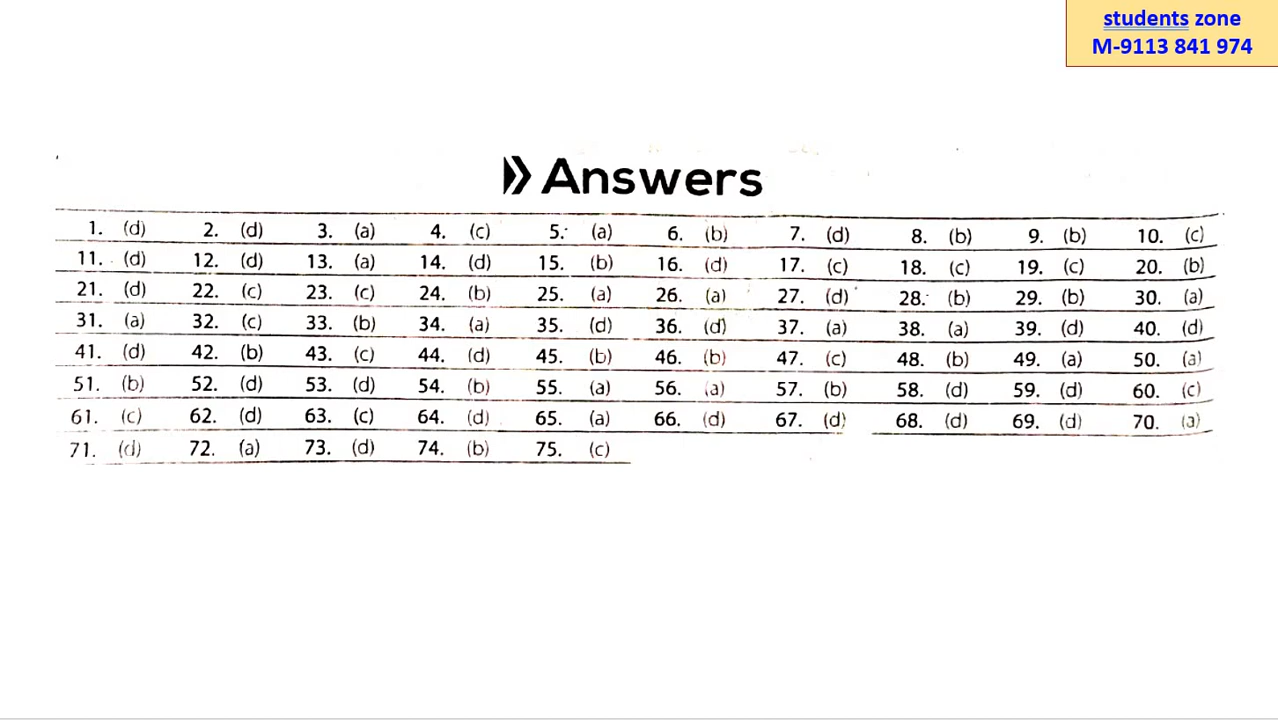 students zone
M-9113 841 974
Answers
1. (d) 2. (d) 3. (a) 4. (c) 5. (a) 6. (b) 7. (d) 8. (b) 9. (b) 10. (c)
11. (d) 12. (d) 13. (a) 14. (d) 15. (b) 16. (d) 17. (c) 18. (c) 19. (c) 20. (b)
21. (d) 22. (c) 23. (c) 24. (b) 25. (a) 26. (a) 27. (d) 28. (b) 29. (b) 30. (a)
31. (a) 32. (c) 33. (b) 34. (a) 35. (d) 36. (d) 37. (a) 38. (a) 39. (d) 40. (d)
41. (d) 42. (b) 43. (c) 44. (d) 45. (b) 46. (b) 47. (c) 48. (b) 49. (a) 50. (a)
51. (b) 52. (d) 53. (d) 54. (b) 55. (a) 56. (a) 57. (b) 58. (d) 59. (d) 60. (c)
61. (c) 62. (d) 63. (c) 64. (d) 65. (a) 66. (d) 67. (d) 68. (d) 69. (d) 70. (a)
71. (d) 72. (a) 73. (d) 74. (b) 75. (c)